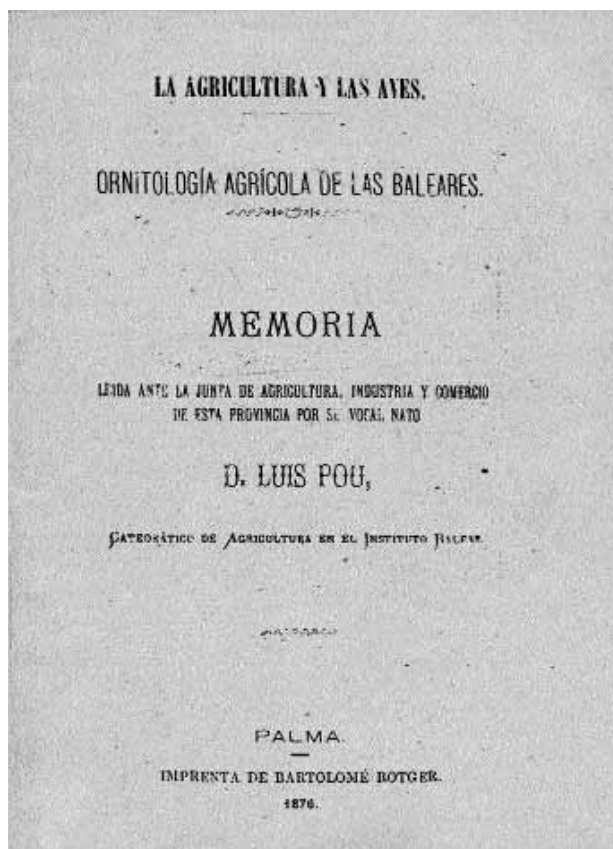 LA AGRICULTURA Y LAS AVES.
ORNITOLOGÍA AGRÍCOLA DE LAS BALEARES.
MEMORIA
LEIDA ANTE LA JUNTA DE AGRICULTURA, INDUSTRIA Y COMERCIO
DE ESTA PROVINCIA POR SU VOCAL NATO
D. LUIS POU,
CATEDRÁTICO DE AGRICULTURA EN EL INSTITUTO BALEAR.
PALMA.
IMPRENTA DE BARTOLOMÉ ROTGER.
1876.